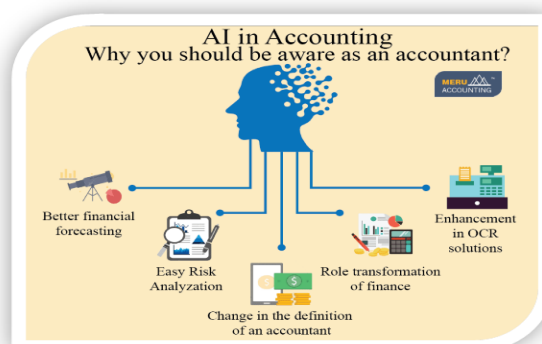 AI in Accounting
Why you should be aware as an accountant?
MERU
ACCOUNTING
Better financial
forecasting
Easy Risk
Analyzation
Change in the definition
of an accountant
Role transformation
of finance
Enhancement
in OCR
solutions